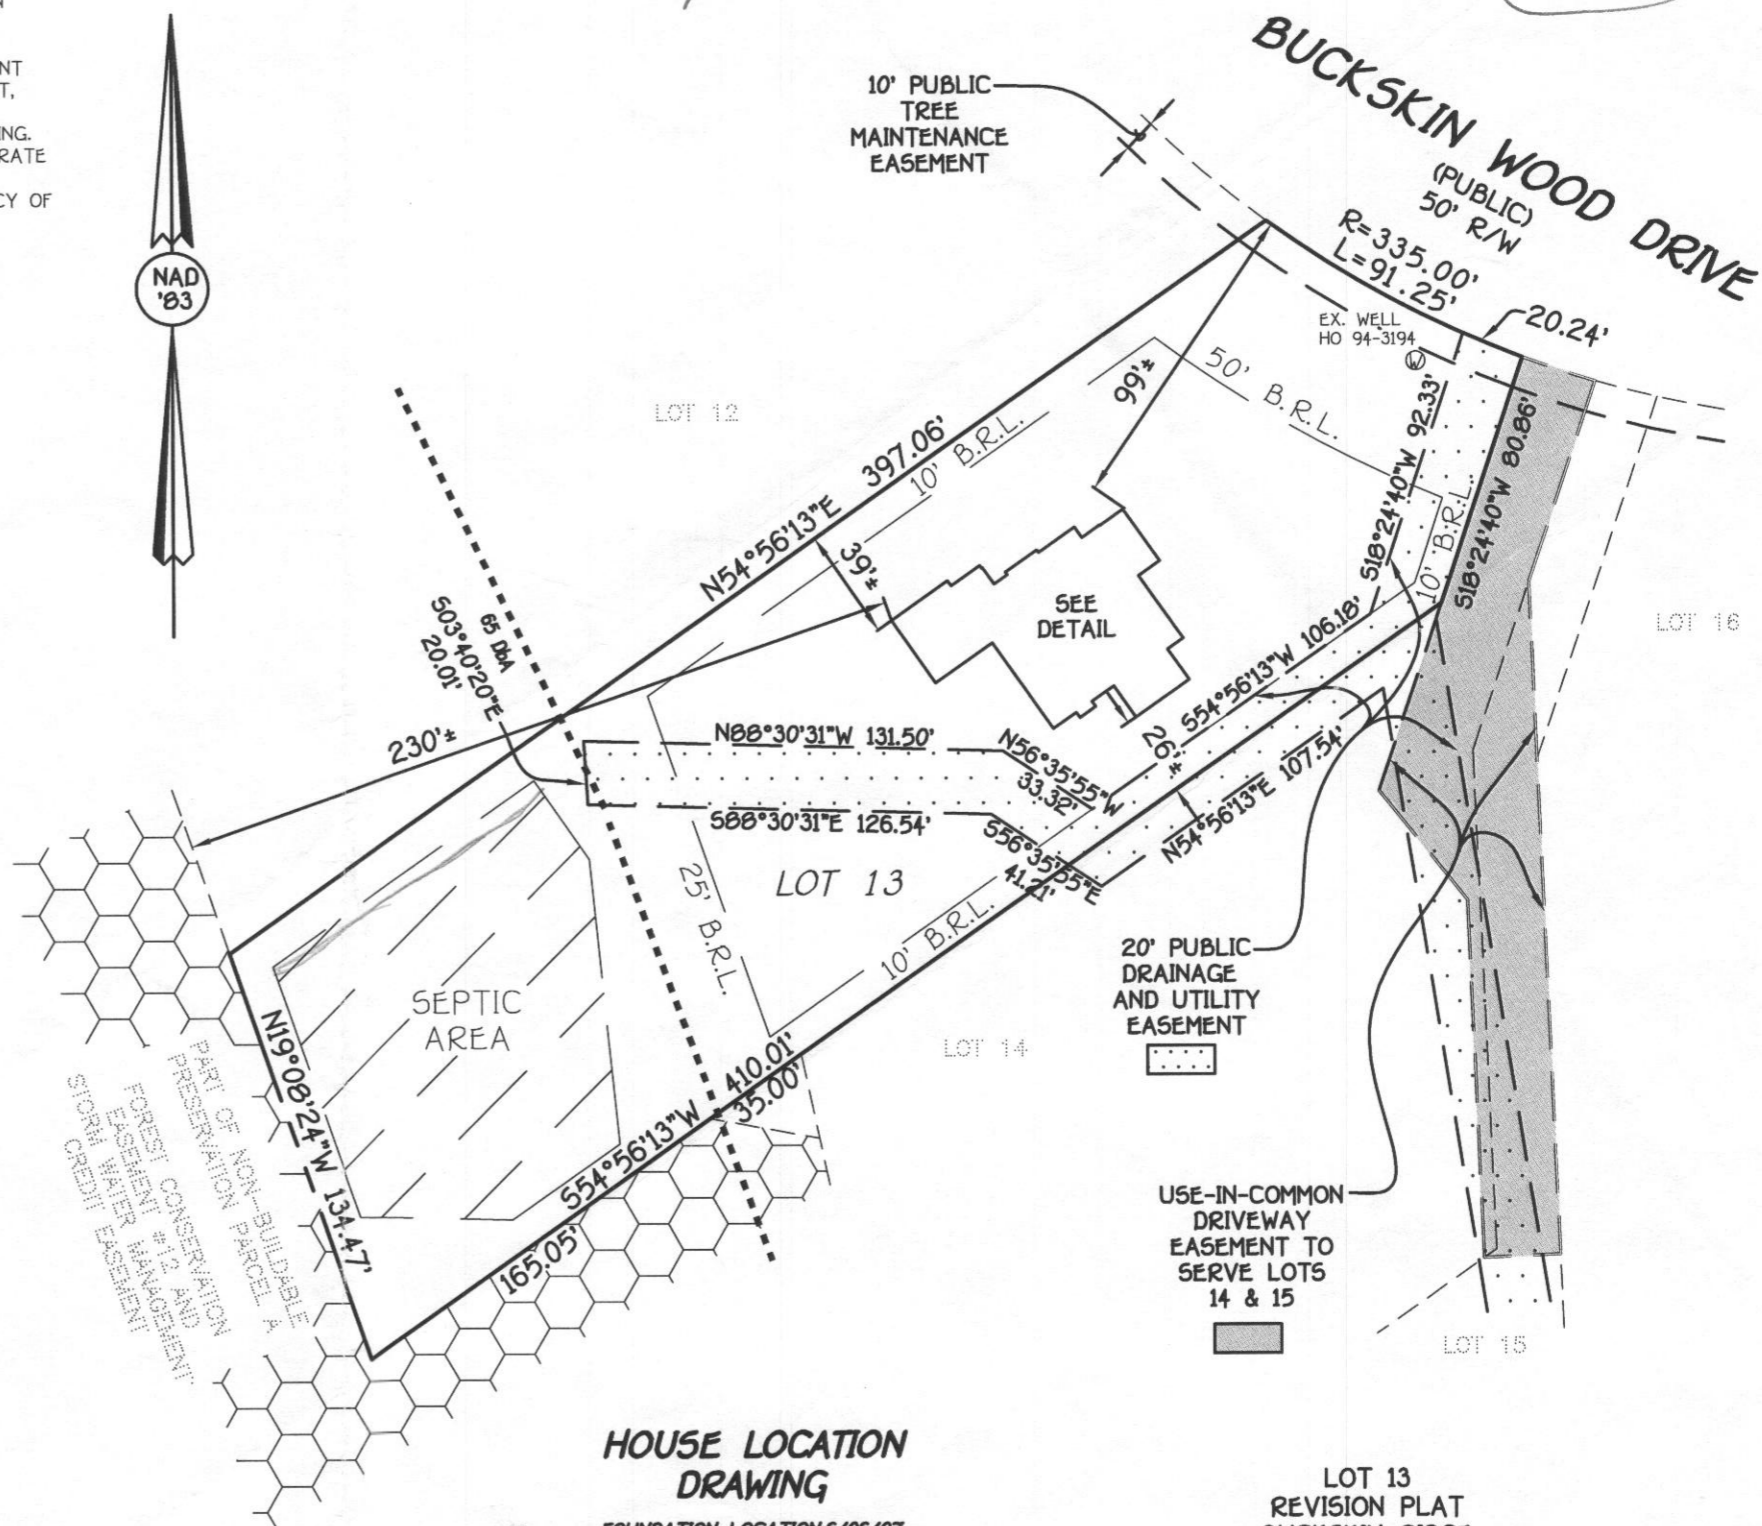 NT
T,
NG.
RATE
CY OF
NAD
'83
10' PUBLIC
TREE
MAINTENANCE
EASEMENT
BUCKSKIN WOOD DRIVE
(PUBLIC)
50' R/W
R=335.00'
L=91.25'
20.24'
EX. WELL
HO 94-3194
W
50' B.R.L.
99'±
LOT 12
397.06'
N54°56'13"E
10' B.R.L.
39'±
S18°24'40"W 92.33'
10' B.R.L.
S18°24'40"W 80.86'
LOT 16
SEE
DETAIL
65 DbA
S03°40'20"E
20.01'
230'±
N88°30'31"W 131.50'
N56°35'55"W
33.32'
26'±
S54°56'13"W 106.18'
N54°56'13"E 107.54'
S88°30'31"E 126.54'
S56°35'55"E
41.21'
LOT 13
25' B.R.L.
10' B.R.L.
20' PUBLIC
DRAINAGE
AND UTILITY
EASEMENT
SEPTIC
AREA
LOT 14
410.01'
35.00'
S54°56'13"W
165.05'
N19°08'24"W 134.47'
PART OF NON-BUILDABLE
PRESERVATION PARCEL A
FOREST CONSERVATION
EASEMENT #12 AND
STORM WATER MANAGEMENT
CREDIT EASEMENT
USE-IN-COMMON
DRIVEWAY
EASEMENT TO
SERVE LOTS
14 & 15
LOT 15
HOUSE LOCATION
DRAWING
LOT 13
REVISION PLAT